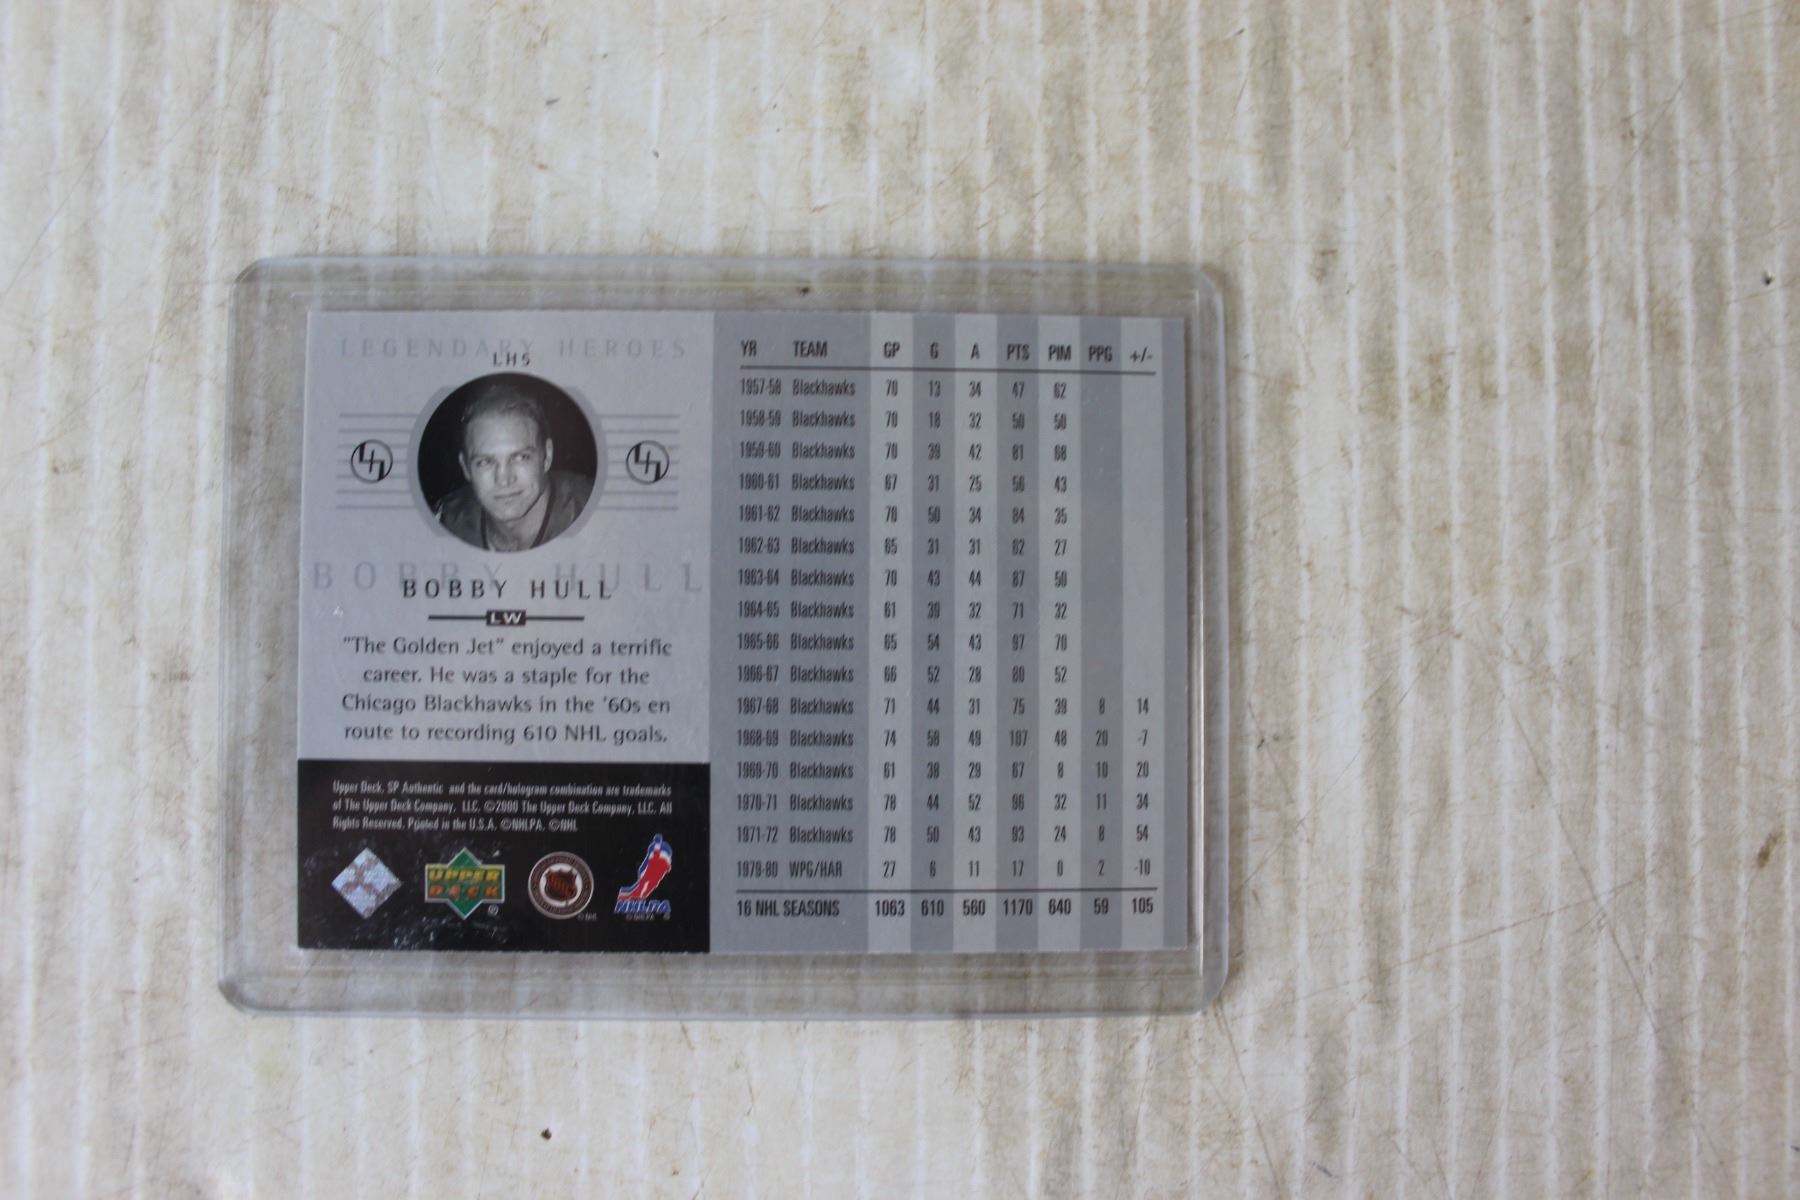 LEGENDARY HEROES
LH5
BOBBY HULL
BOBBY HULL
LW
"The Golden Jet" enjoyed a terrific
career. He was a staple for the
Chicago Blackhawks in the '60s en
route to recording 610 NHL goals.
Upper Deck, SP Authentic and the card/hologram combination are trademarks
of The Upper Deck Company, LLC. ©2000 The Upper Deck Company, LLC. All
Rights Reserved. Printed in the U.S.A. ©NHLPA. ©NHL
UPPER
DECK
NHL
©NHL
NHLPA
©NHLPA
YR TEAM GP G A PTS PIM PPG +/-
1957-58 Blackhawks 70 13 34 47 62
1958-59 Blackhawks 70 18 32 50 50
1959-60 Blackhawks 70 39 42 81 68
1960-61 Blackhawks 67 31 25 56 43
1961-62 Blackhawks 70 50 34 84 35
1962-63 Blackhawks 65 31 31 62 27
1963-64 Blackhawks 70 43 44 87 50
1964-65 Blackhawks 61 39 32 71 32
1965-66 Blackhawks 65 54 43 97 70
1966-67 Blackhawks 66 52 28 80 52
1967-68 Blackhawks 71 44 31 75 39 8 14
1968-69 Blackhawks 74 58 49 107 48 20 -7
1969-70 Blackhawks 61 38 29 67 8 10 20
1970-71 Blackhawks 78 44 52 96 32 11 34
1971-72 Blackhawks 78 50 43 93 24 8 54
1979-80 WPG/HAR 27 6 11 17 0 2 -10
16 NHL SEASONS 1063 610 560 1170 640 59 105